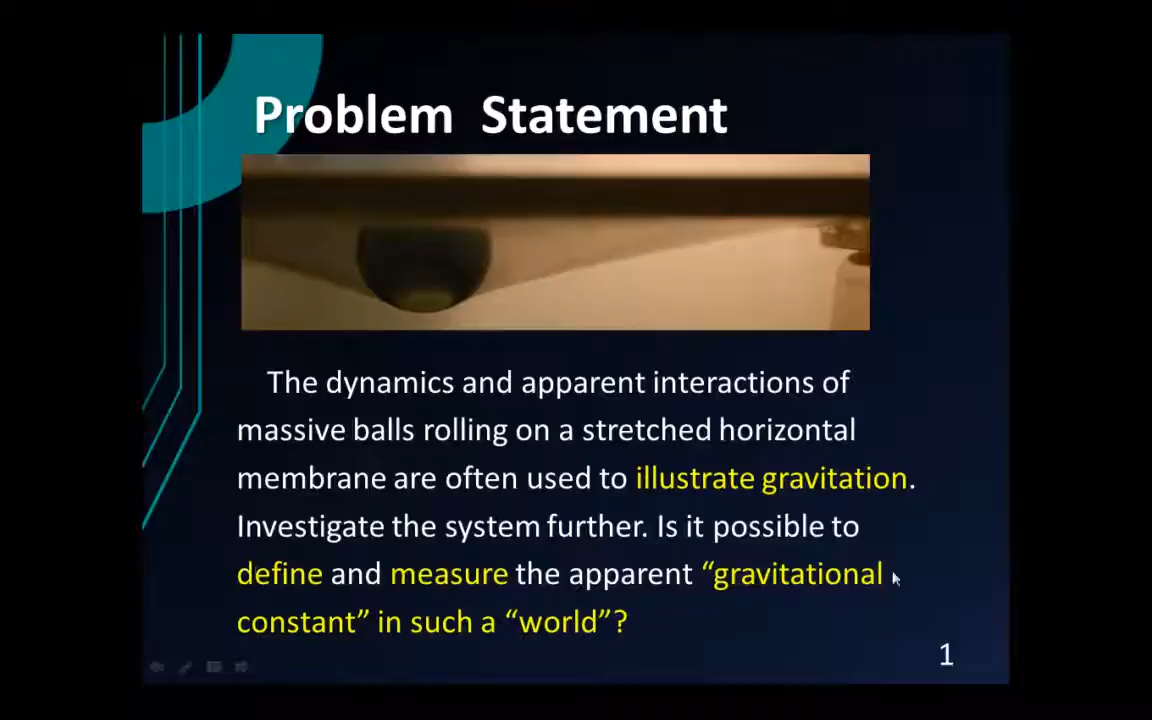 Problem Statement
The dynamics and apparent interactions of
massive balls rolling on a stretched horizontal
membrane are often used to illustrate gravitation.
Investigate the system further. Is it possible to
define and measure the apparent “gravitational
constant” in such a “world”?
1